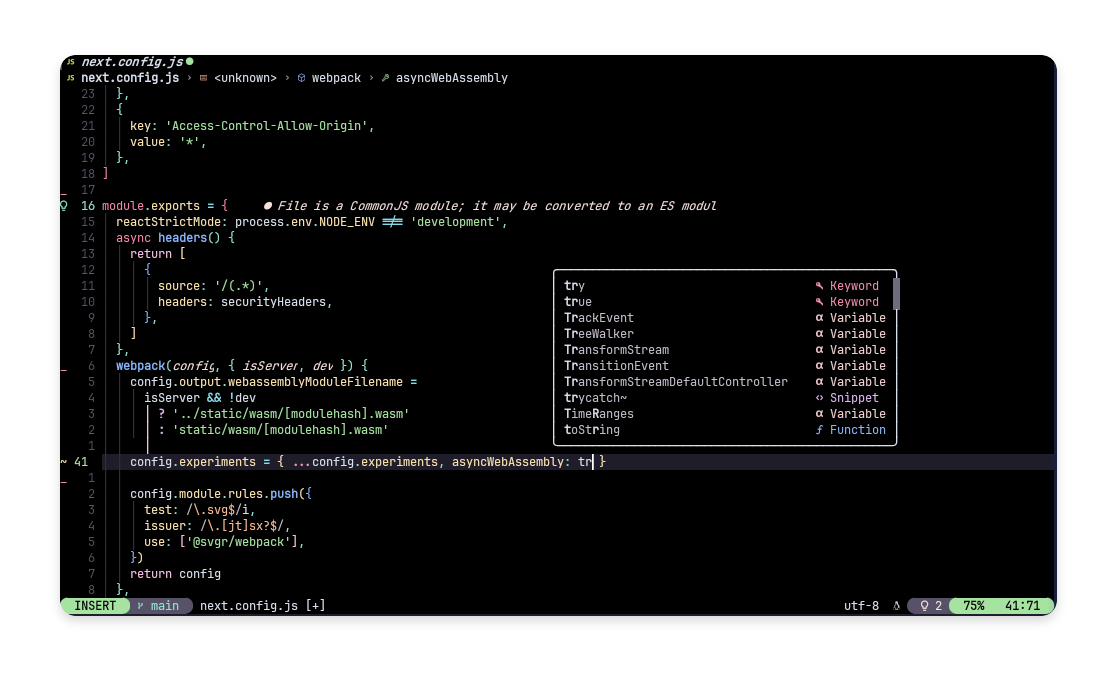 JS next.config.js
JS next.config.js › <unknown> › webpack › asyncWebAssembly
23 },
22 {
21 key: 'Access-Control-Allow-Origin',
20 value: '*',
19 },
18 ]
17
16 module.exports = { ● File is a CommonJS module; it may be converted to an ES modul
15 reactStrictMode: process.env.NODE_ENV !== 'development',
14 async headers() {
13 return [
12 {
11 source: '/(.*)',
10 headers: securityHeaders,
9 },
8 ]
7 },
6 webpack(config, { isServer, dev }) {
5 config.output.webassemblyModuleFilename =
4 isServer && !dev
3 ? '../static/wasm/[modulehash].wasm'
2 : 'static/wasm/[modulehash].wasm'
1
~ 41 config.experiments = { ...config.experiments, asyncWebAssembly: tr }
1
2 config.module.rules.push({
3 test: /\.svg$/i,
4 issuer: /\.[jt]sx?$/,
5 use: ['@svgr/webpack'],
6 })
7 return config
8 },
try Keyword
true Keyword
TrackEvent α Variable
TreeWalker α Variable
TransformStream α Variable
TransitionEvent α Variable
TransformStreamDefaultController α Variable
trycatch~ Snippet
TimeRanges α Variable
toString Function
INSERT main next.config.js [+] utf-8 2 75% 41:71